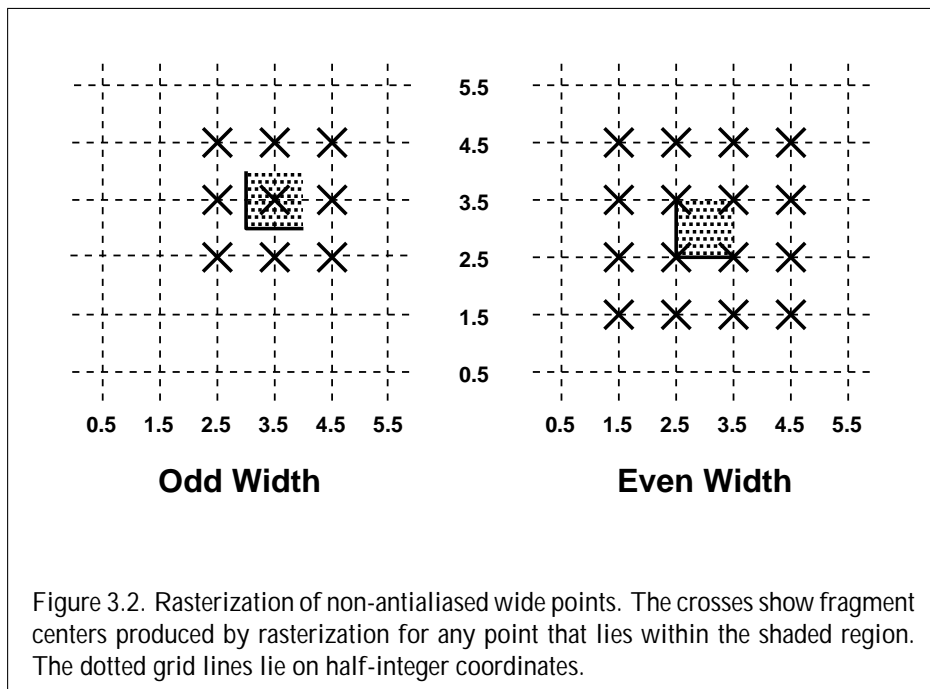 5.5
4.5
3.5
2.5
1.5
0.5
0.5 1.5 2.5 3.5 4.5 5.5
0.5 1.5 2.5 3.5 4.5 5.5
Odd Width
Even Width
Figure 3.2. Rasterization of non-antialiased wide points. The crosses show fragment
centers produced by rasterization for any point that lies within the shaded region.
The dotted grid lines lie on half-integer coordinates.